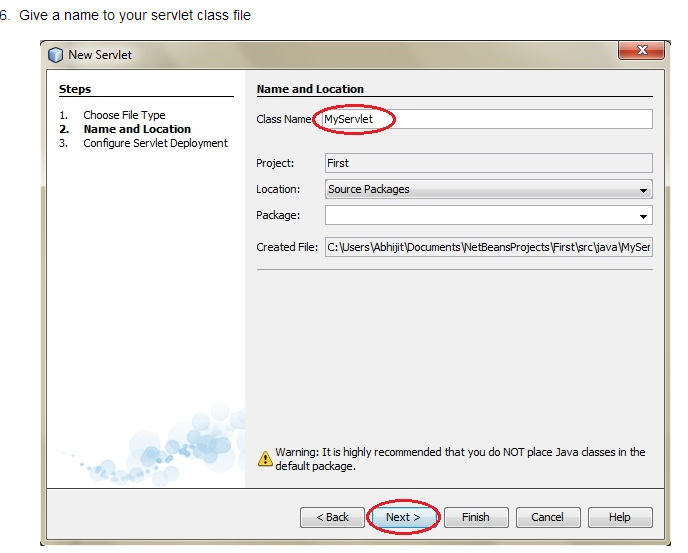 6. Give a name to your servlet class file
New Servlet
Steps
1. Choose File Type
2. Name and Location
3. Configure Servlet Deployment
Name and Location
Class Name: MyServlet
Project: First
Location: Source Packages
Package:
Created File: C:\Users\Abhijit\Documents\NetBeansProjects\First\src\java\MySer
Warning: It is highly recommended that you do NOT place Java classes in the
default package.
< Back Next > Finish Cancel Help